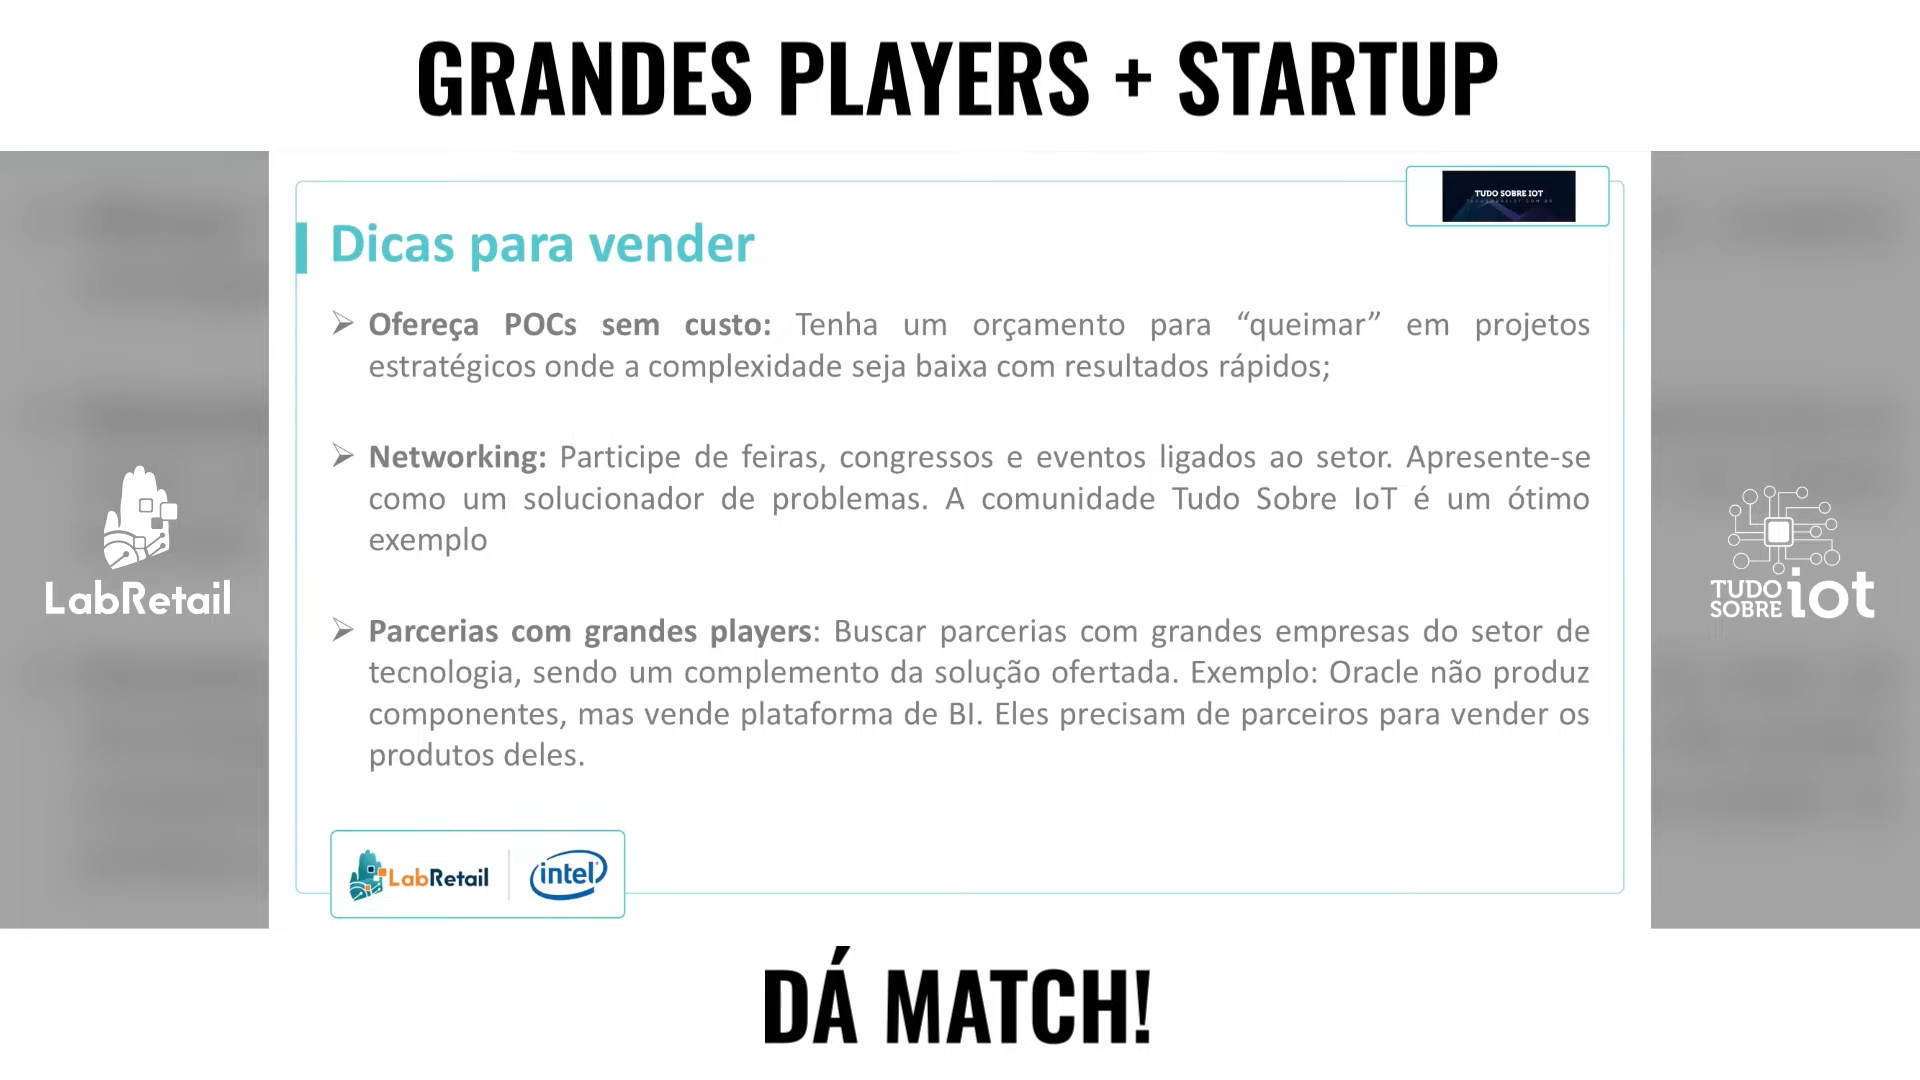 GRANDES PLAYERS + STARTUP
TUDO SOBRE IOT
Dicas para vender
➢ Ofereça POCs sem custo: Tenha um orçamento para “queimar” em projetos
estratégicos onde a complexidade seja baixa com resultados rápidos;
➢ Networking: Participe de feiras, congressos e eventos ligados ao setor. Apresente-se
como um solucionador de problemas. A comunidade Tudo Sobre IoT é um ótimo
exemplo
➢ Parcerias com grandes players: Buscar parcerias com grandes empresas do setor de
tecnologia, sendo um complemento da solução ofertada. Exemplo: Oracle não produz
componentes, mas vende plataforma de BI. Eles precisam de parceiros para vender os
produtos deles.
LabRetail
TUDO
SOBRE iot
LabRetail
intel
DÁ MATCH!